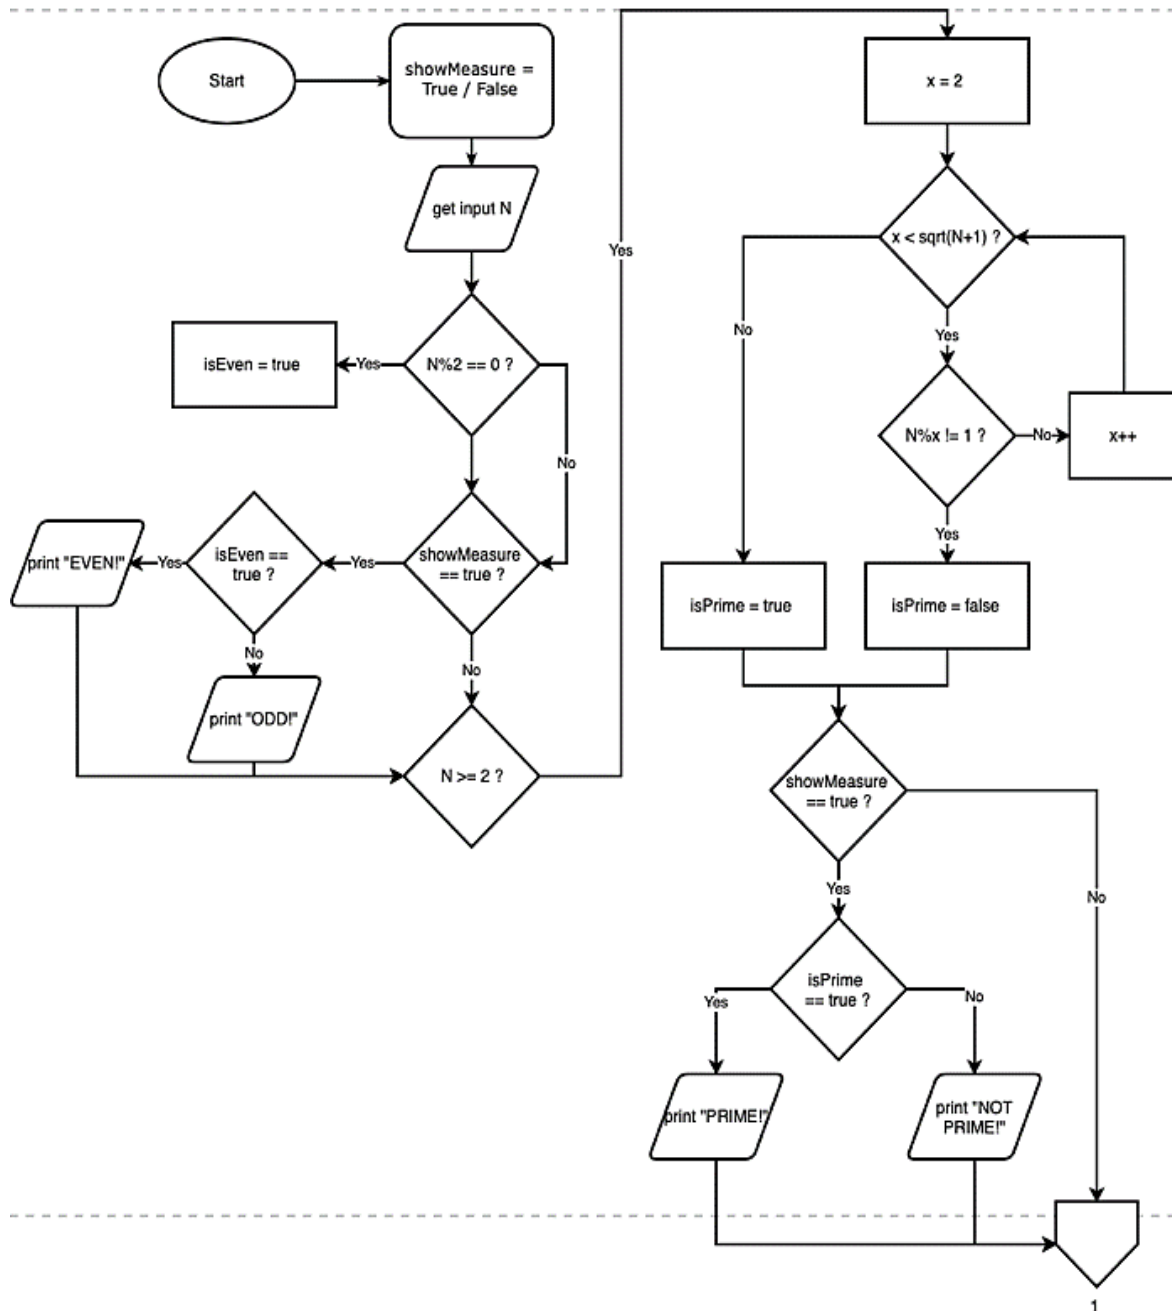 Start
showMeasure =
True / False
get input N
N%2 == 0 ?
Yes
isEven = true
No
showMeasure
== true ?
Yes
isEven ==
true ?
Yes
print "EVEN!"
No
print "ODD!"
No
N >= 2 ?
Yes
x = 2
x < sqrt(N+1) ?
No
Yes
N%x != 1 ?
No
x++
Yes
isPrime = true
isPrime = false
showMeasure
== true ?
Yes
No
isPrime
== true ?
Yes
No
print "PRIME!"
print "NOT
PRIME!"
1